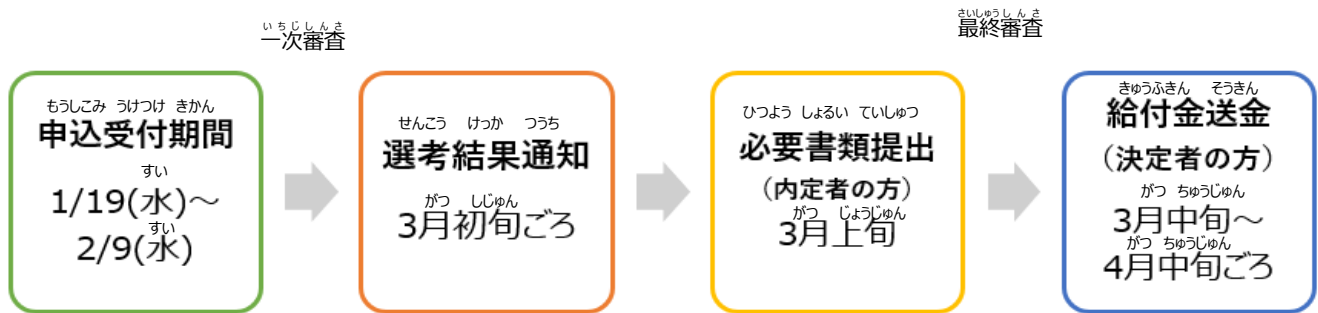 いちじしんさ
一次審査
さいしゅうしんさ
最終審査
もうしこみ うけつけ きかん
申込受付期間
すい
1/19(水)～
すい
2/9(水)
せんこう けっか つうち
選考結果通知
がつ しじゅん
3月初旬ごろ
ひつよう しょるい ていしゅつ
必要書類提出
(内定者の方)
がつ じょうじゅん
3月上旬
きゅうふきん そうきん
給付金送金
(決定者の方)
がつ ちゅうじゅん
3月中旬～
がつ ちゅうじゅん
4月中旬ごろ